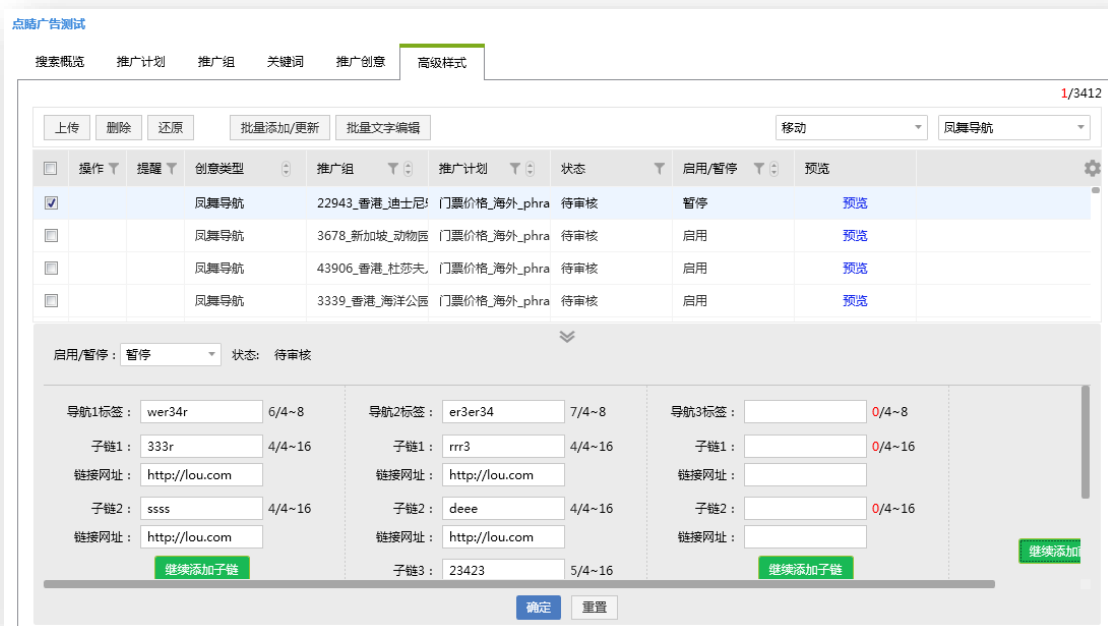 点睛广告测试
搜索概览 推广计划 推广组 关键词 推广创意 高级样式
1/3412
上传 删除 还原 批量添加/更新 批量文字编辑 移动 凤舞导航
操作 提醒 创意类型 推广组 推广计划 状态 启用/暂停 预览
凤舞导航 22943_香港_迪士尼 门票价格_海外_phra 待审核 暂停 预览
凤舞导航 3678_新加坡_动物园 门票价格_海外_phra 待审核 启用 预览
凤舞导航 43906_香港_杜莎夫 门票价格_海外_phra 待审核 启用 预览
凤舞导航 3339_香港_海洋公园 门票价格_海外_phra 待审核 启用 预览
启用/暂停: 暂停 状态: 待审核
导航1标签: wer34r 6/4~8 导航2标签: er3er34 7/4~8 导航3标签: 0/4~8
子链1: 333r 4/4~16 子链1: rrr3 4/4~16 子链1: 0/4~16
链接网址: http://lou.com 链接网址: http://lou.com 链接网址:
子链2: ssss 4/4~16 子链2: deee 4/4~16 子链2: 0/4~16
链接网址: http://lou.com 链接网址: http://lou.com 链接网址:
继续添加子链 子链3: 23423 5/4~16 继续添加子链 继续添加
确定 重置